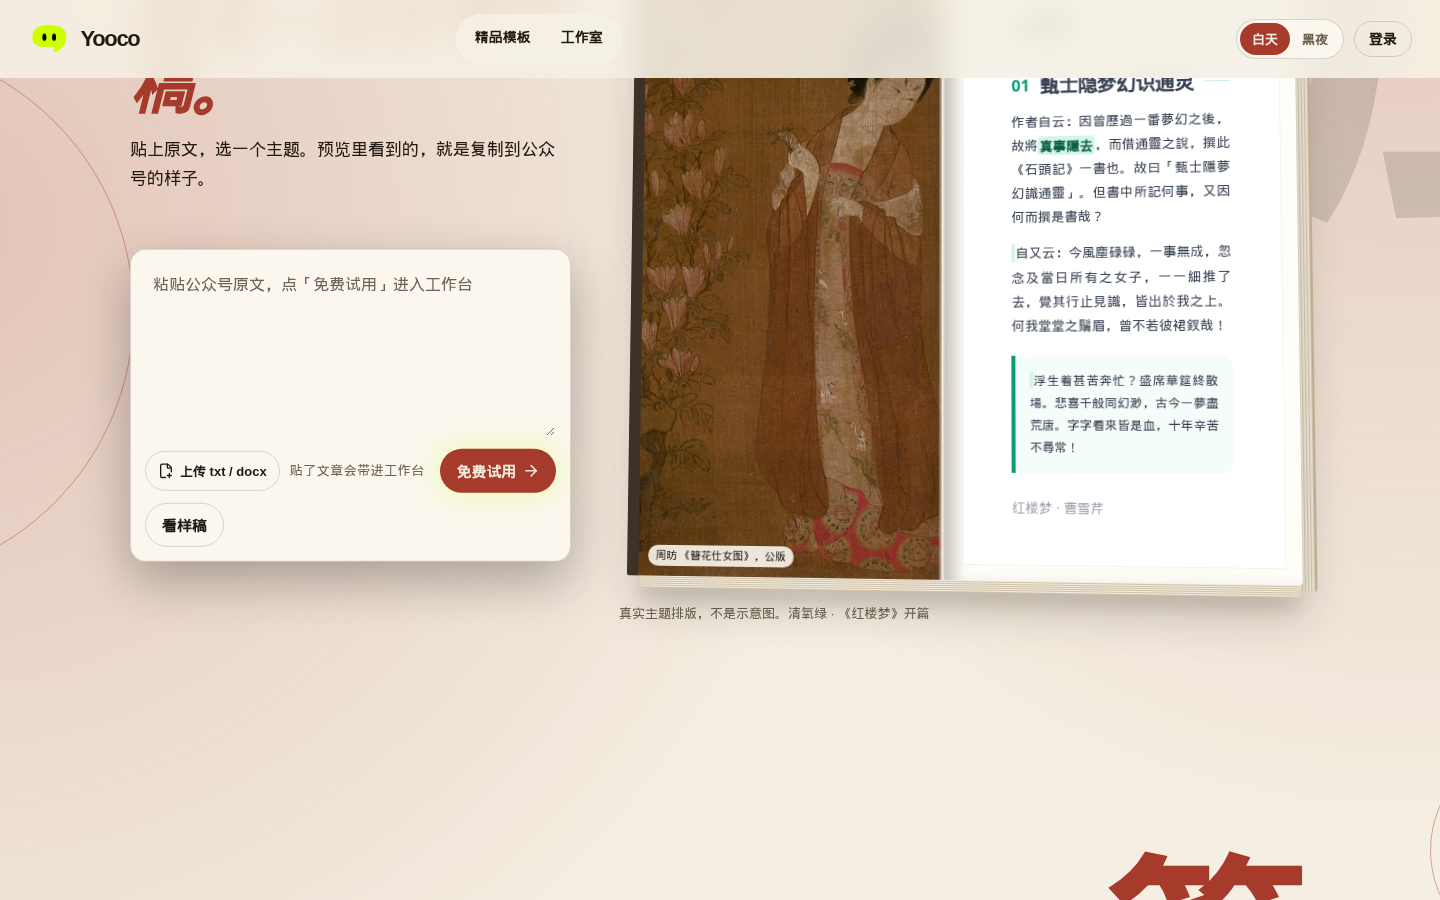 Yooco
精品模板
工作室
白天
黑夜
登录
稿。
贴上原文，选一个主题。预览里看到的，就是复制到公众
号的样子。
粘贴公众号原文，点「免费试用」进入工作台
上传 txt / docx
贴了文章会带进工作台
免费试用
看样稿
01 甄士隐梦幻识通灵
作者自云：因曾歷過一番夢幻之後，
故將真事隱去，而借通靈之說，撰此
《石頭記》一書也。故曰「甄士隱夢
幻識通靈」。但書中所記何事，又因
何而撰是書哉？
自又云：今風塵碌碌，一事無成，忽
念及當日所有之女子，一一細推了
去，覺其行止見識，皆出於我之上。
何我堂堂之鬚眉，曾不若彼裙釵哉！
浮生着甚苦奔忙？盛席華筵終散
場。悲喜千般同幻渺，古今一夢盡
荒唐。字字看來皆是血，十年辛苦
不尋常！
红楼梦 · 曹雪芹
周昉《簪花仕女图》，公版
真实主题排版，不是示意图。清氧绿 · 《红楼梦》开篇